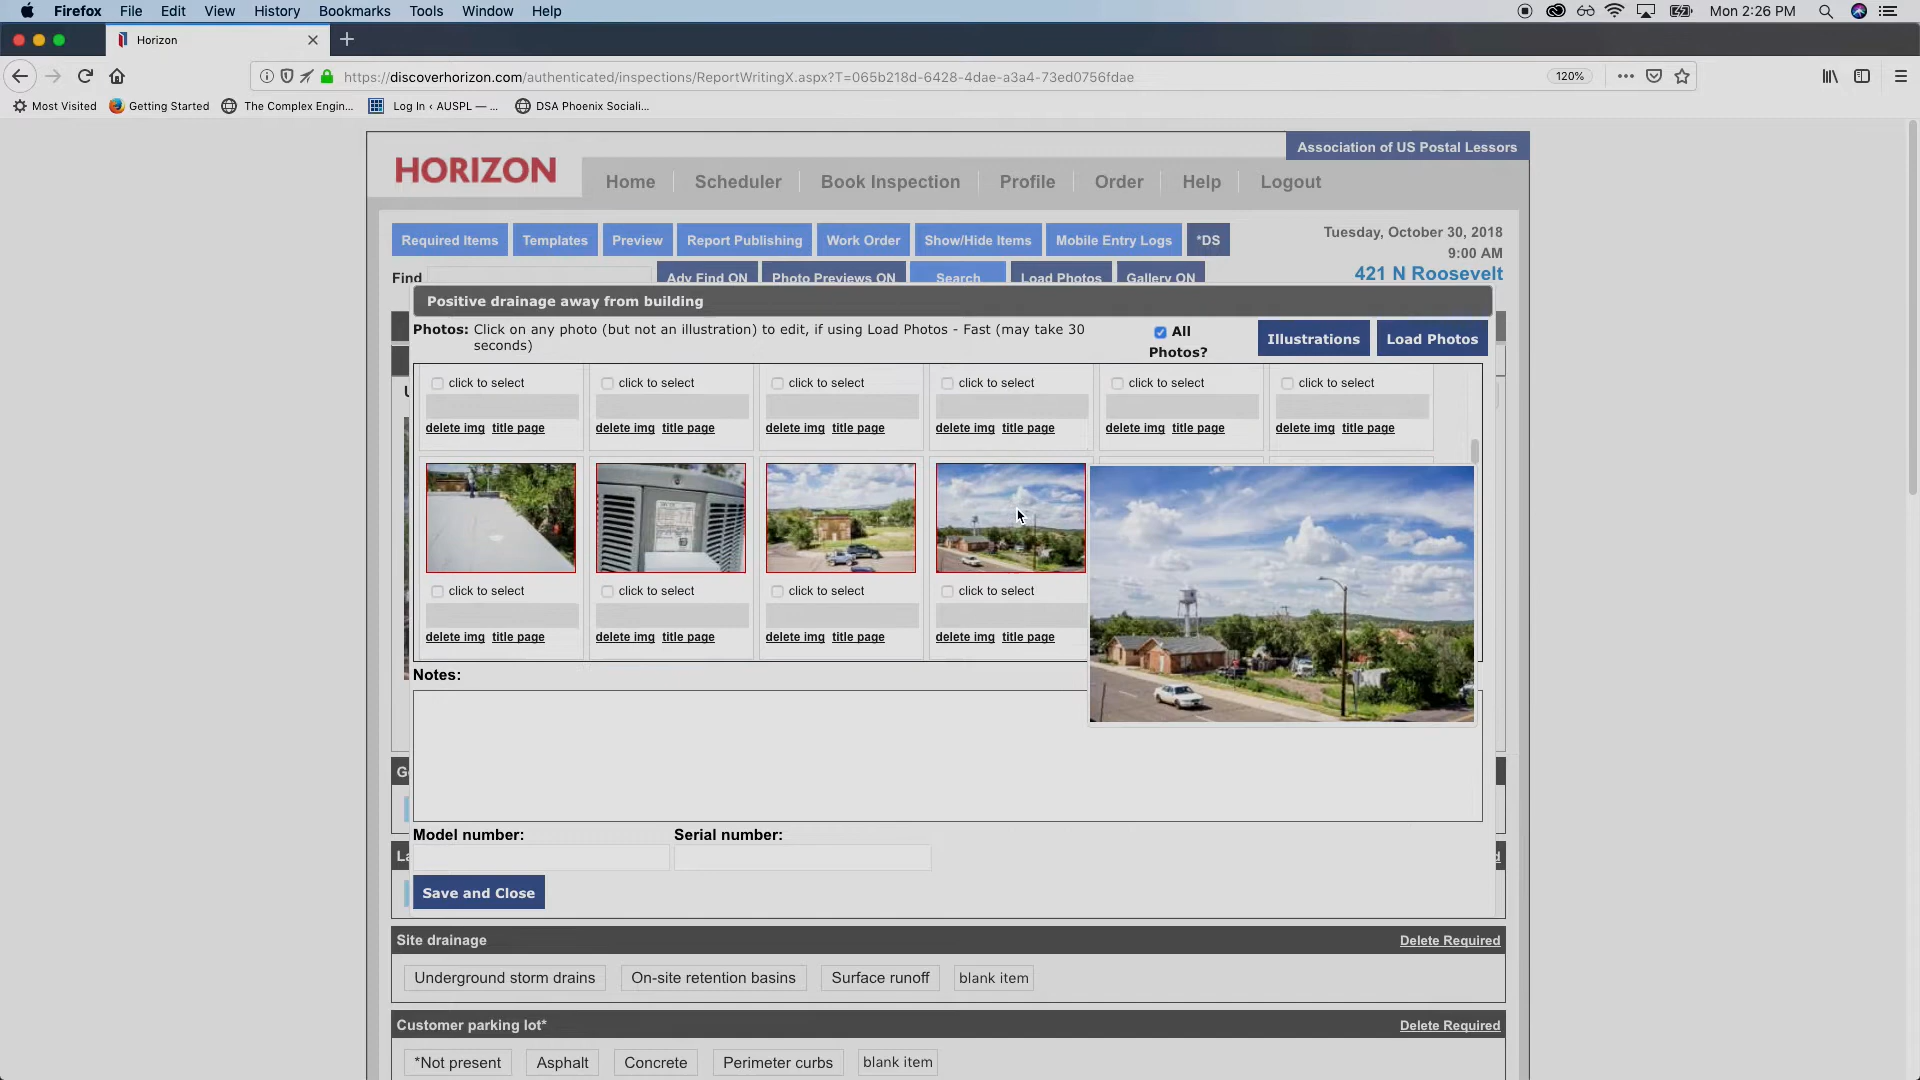 Firefox File Edit View History Bookmarks Tools Window Help Mon 2:26 PM
Horizon
https://discoverhorizon.com/authenticated/inspections/ReportWritingX.aspx?T=065b218d-6428-4dae-a3a4-73ed0756fdae 120%
Most Visited Getting Started The Complex Engin... Log In ‹ AUSPL — ... DSA Phoenix Sociali...
Association of US Postal Lessors
HORIZON
Home Scheduler Book Inspection Profile Order Help Logout
Required Items Templates Preview Report Publishing Work Order Show/Hide Items Mobile Entry Logs *DS
Tuesday, October 30, 2018
9:00 AM
421 N Roosevelt
Find Adv Find ON Photo Previews ON Search Load Photos Gallery ON
Positive drainage away from building
Photos: Click on any photo (but not an illustration) to edit, if using Load Photos - Fast (may take 30
seconds)
All
Photos?
Illustrations Load Photos
click to select click to select click to select click to select click to select click to select
delete img title page delete img title page delete img title page delete img title page delete img title page delete img title page
click to select click to select click to select click to select
delete img title page delete img title page delete img title page delete img title page
Notes:
Model number: Serial number:
Save and Close
Site drainage Delete Required
Underground storm drains On-site retention basins Surface runoff blank item
Customer parking lot* Delete Required
*Not present Asphalt Concrete Perimeter curbs blank item